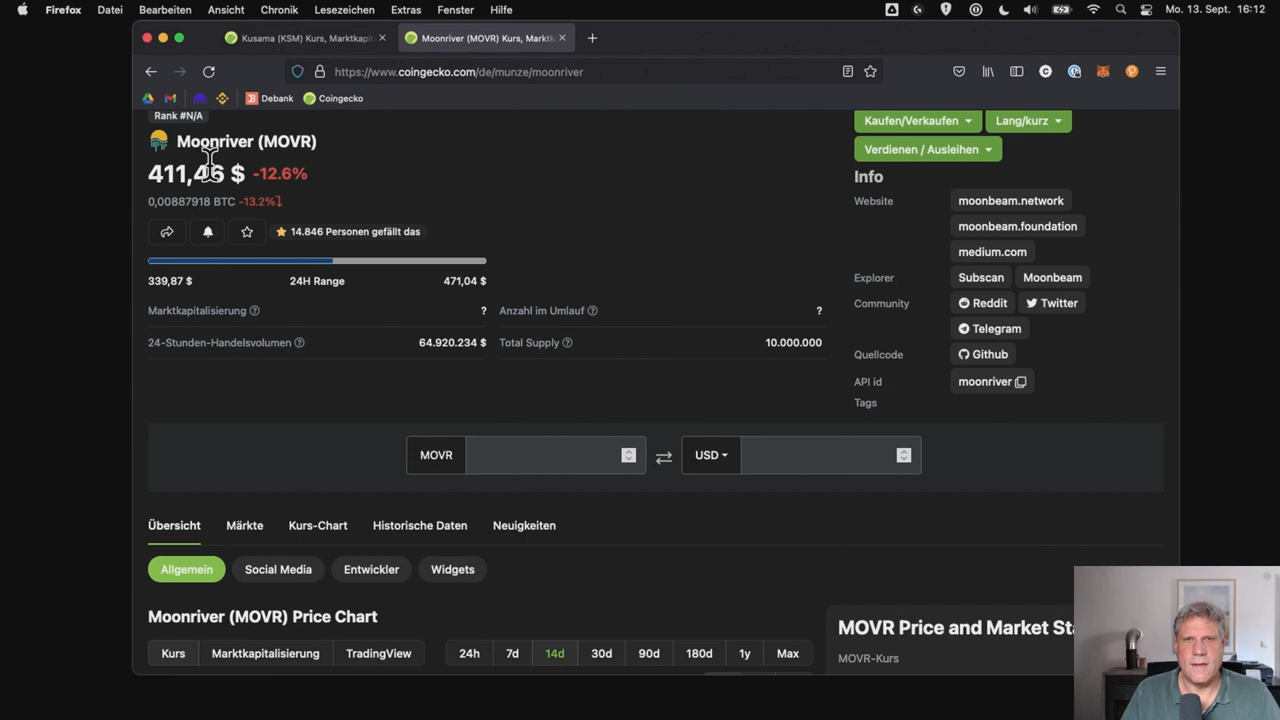 Firefox Datei Bearbeiten Ansicht Chronik Lesezeichen Extras Fenster Hilfe Mo. 13. Sept. 16:12
Kusama (KSM) Kurs, Marktkapit
Moonriver (MOVR) Kurs, Markt
https://www.coingecko.com/de/munze/moonriver
Debank Coingecko
Rank #N/A
Moonriver (MOVR)
411,46 $ -12.6%
0,00887918 BTC -13.2%
14.846 Personen gefällt das
339,87 $ 24H Range 471,04 $
Marktkapitalisierung ? ?
Anzahl im Umlauf ? ?
24-Stunden-Handelsvolumen ? 64.920.234 $
Total Supply ? 10.000.000
Kaufen/Verkaufen Lang/kurz
Verdienen / Ausleihen
Info
Website moonbeam.network
moonbeam.foundation
medium.com
Explorer Subscan Moonbeam
Community Reddit Twitter
Telegram
Quellcode Github
API id moonriver
Tags
MOVR USD
Übersicht Märkte Kurs-Chart Historische Daten Neuigkeiten
Allgemein Social Media Entwickler Widgets
Moonriver (MOVR) Price Chart
Kurs Marktkapitalisierung TradingView 24h 7d 14d 30d 90d 180d 1y Max
MOVR Price and Market Sta
MOVR-Kurs